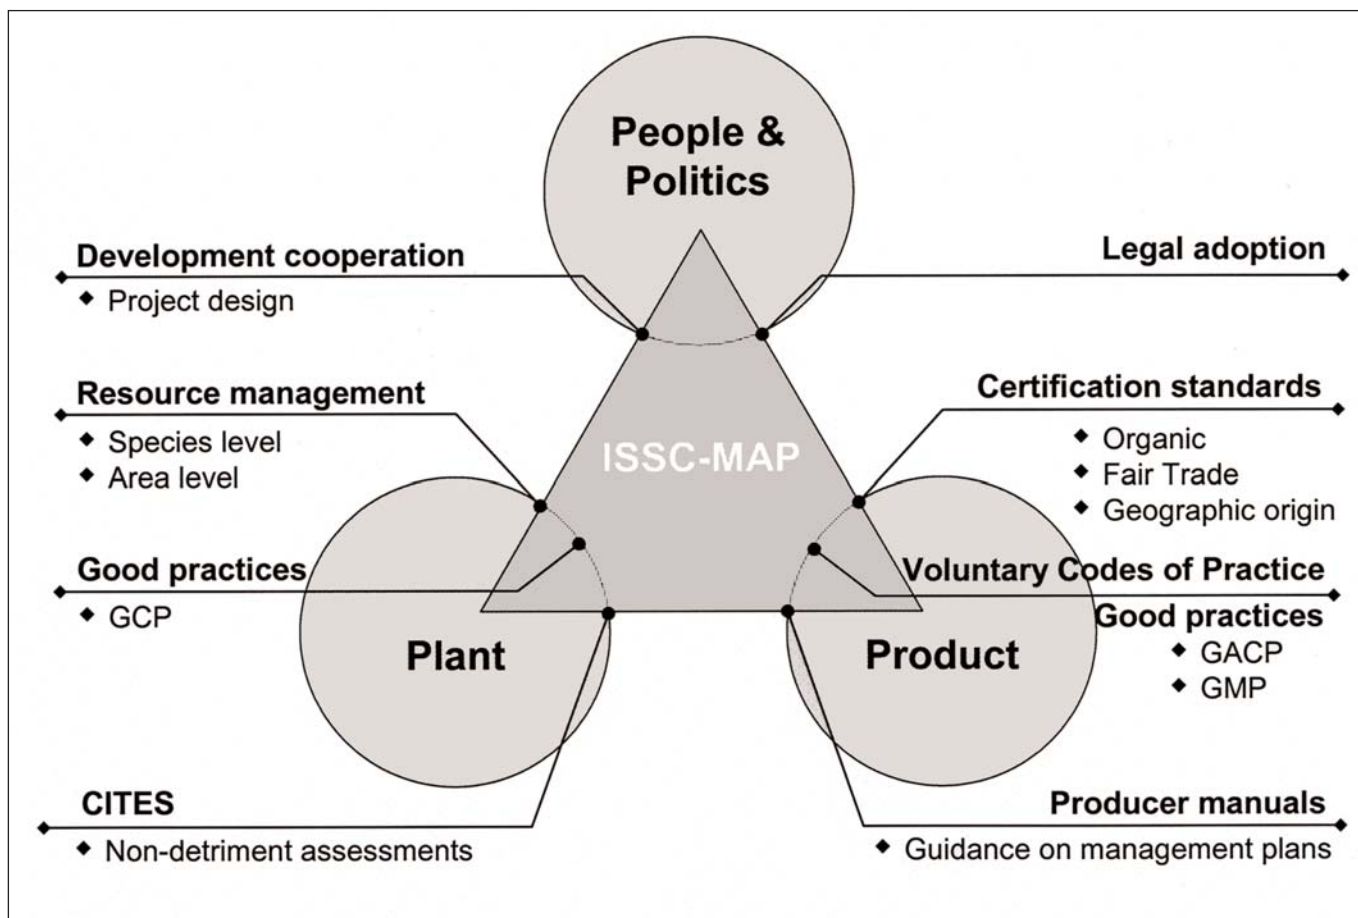 People &
Politics
Development cooperation
◆ Project design
Legal adoption
Resource management
◆ Species level
◆ Area level
Certification standards
◆ Organic
◆ Fair Trade
◆ Geographic origin
ISSC-MAP
Good practices
◆ GCP
Voluntary Codes of Practice
Good practices
◆ GACP
◆ GMP
Plant
Product
CITES
◆ Non-detriment assessments
Producer manuals
◆ Guidance on management plans